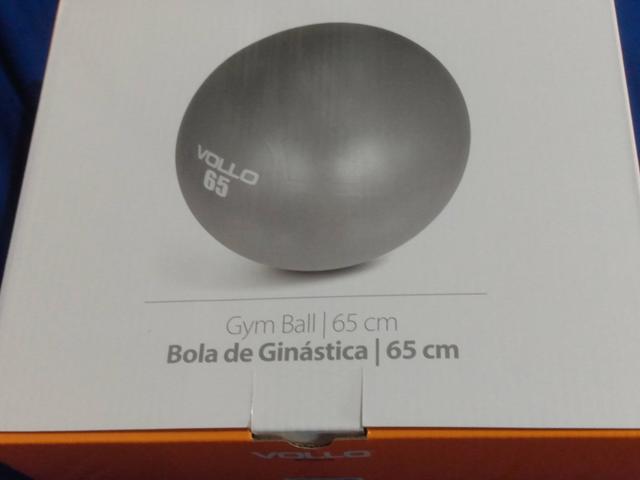 VOLLO
65
Gym Ball | 65 cm
Bola de Ginástica | 65 cm
VOLLO